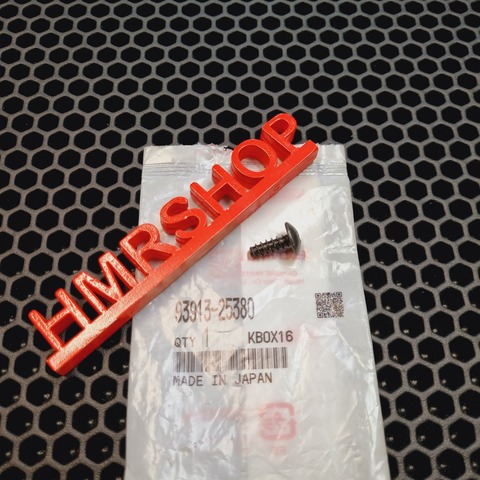 HMRSHOP
93913-25380
QTY 1 KBOX16
MADE IN JAPAN